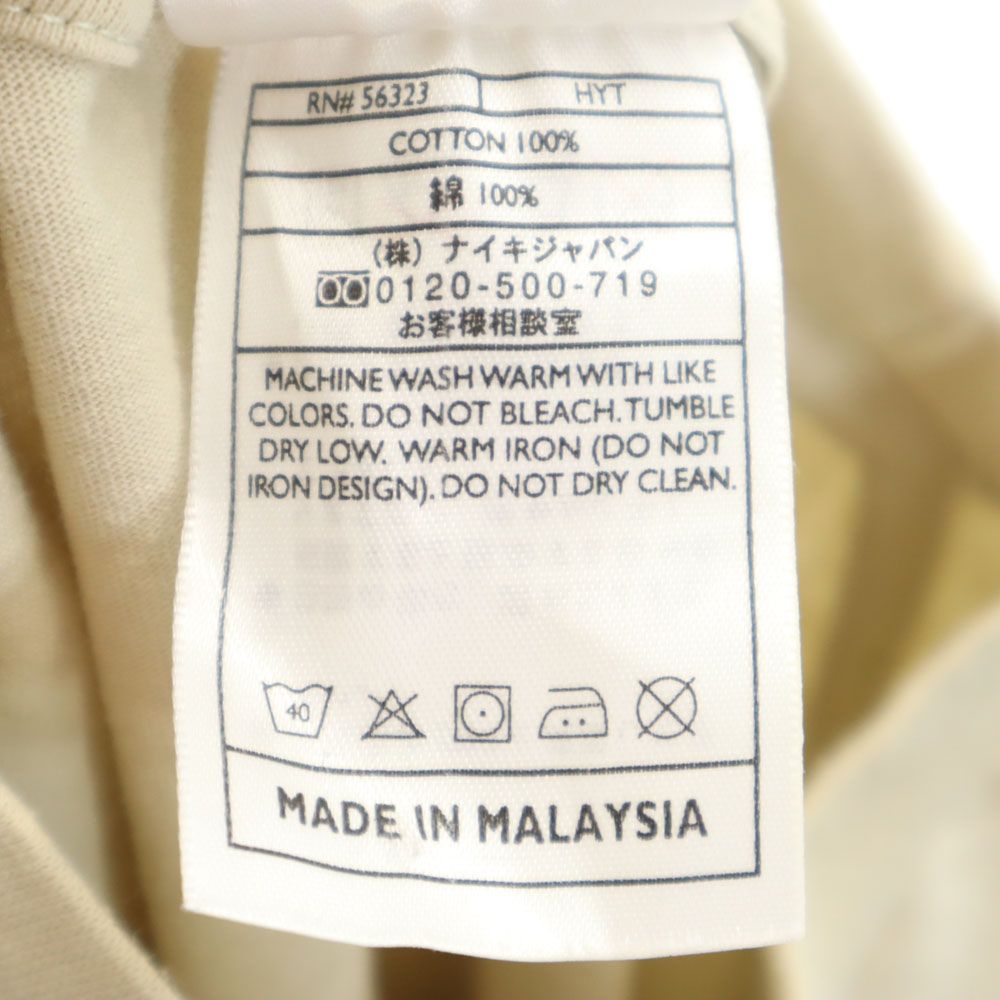 RN# 56323 HYT
COTTON 100%
綿 100%
(株) ナイキジャパン
0120-500-719
お客様相談室
MACHINE WASH WARM WITH LIKE
COLORS. DO NOT BLEACH. TUMBLE
DRY LOW. WARM IRON (DO NOT
IRON DESIGN). DO NOT DRY CLEAN.
40
MADE IN MALAYSIA